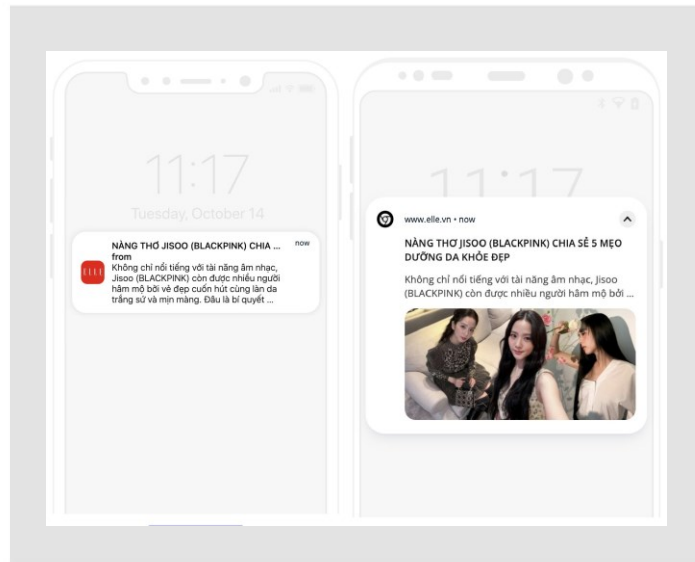 11:17
Tuesday, October 14
NÀNG THƠ JISOO (BLACKPINK) CHIA ...
now
from
ELLE
Không chỉ nổi tiếng với tài năng âm nhạc,
Jisoo (BLACKPINK) còn được nhiều người
hâm mộ bởi vẻ đẹp cuốn hút cùng làn da
trắng sứ và mịn màng. Đâu là bí quyết ...
11:17
www.elle.vn • now
NÀNG THƠ JISOO (BLACKPINK) CHIA SẺ 5 MẸO
DƯỠNG DA KHỎE ĐẸP
Không chỉ nổi tiếng với tài năng âm nhạc, Jisoo
(BLACKPINK) còn được nhiều người hâm mộ bởi ...